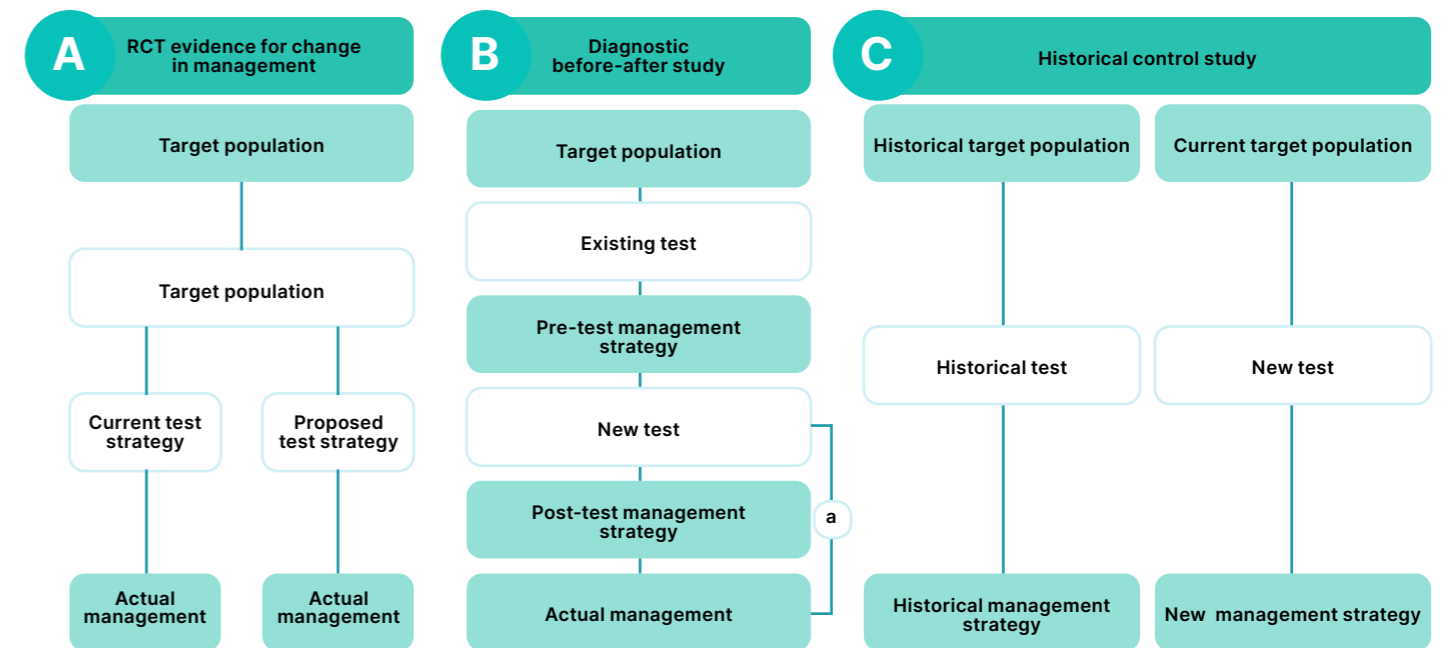 A
RCT evidence for change
in management
Target population
Target population
Current test
strategy
Proposed
test strategy
Actual
management
Actual
management
B
Diagnostic
before-after study
Target population
Existing test
Pre-test management
strategy
New test
a
Post-test management
strategy
Actual management
C
Historical control study
Historical target population
Current target population
Historical test
New test
Historical management
strategy
New management strategy